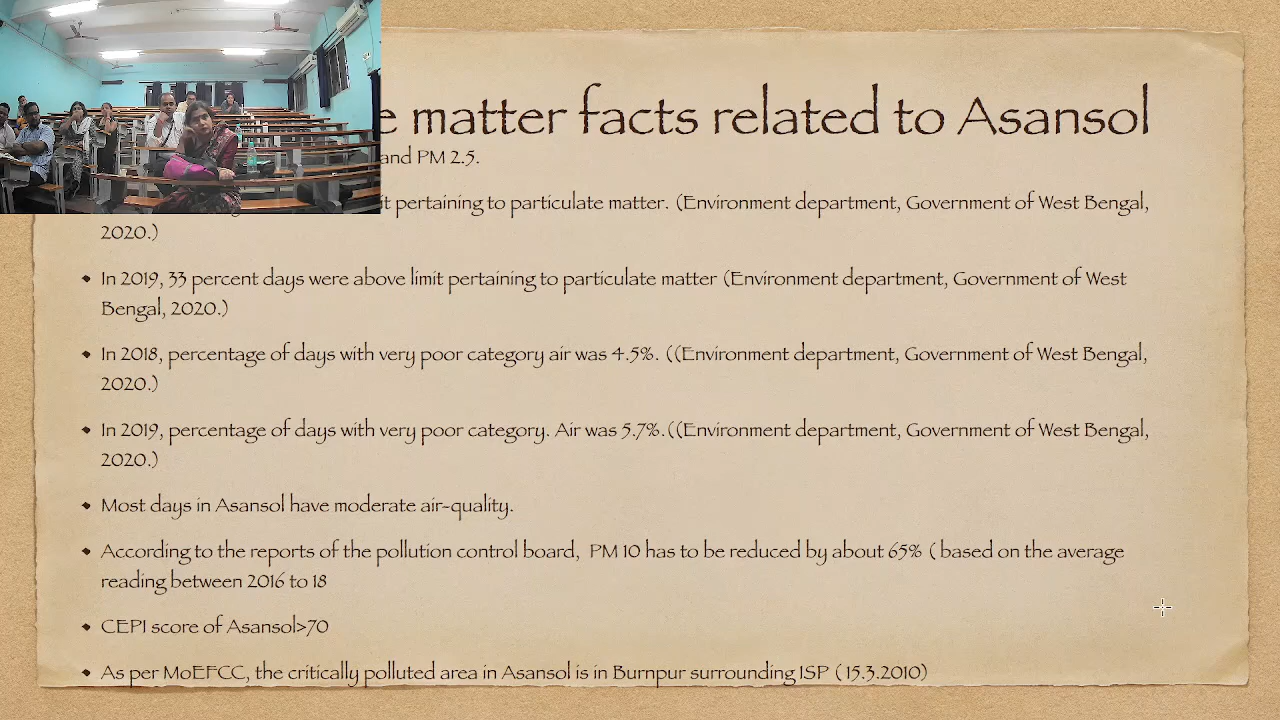 e matter facts related to Asansol
and PM 2.5.
it pertaining to particulate matter. (Environment department, Government of West Bengal,
2020.)
In 2019, 33 percent days were above limit pertaining to particulate matter (Environment department, Government of West
Bengal, 2020.)
In 2018, percentage of days with very poor category air was 4.5%. ((Environment department, Government of West Bengal,
2020.)
In 2019, percentage of days with very poor category. Air was 5.7%.((Environment department, Government of West Bengal,
2020.)
Most days in Asansol have moderate air-quality.
According to the reports of the pollution control board, PM 10 has to be reduced by about 65% ( based on the average
reading between 2016 to 18
CEPI score of Asansol>70
As per MoEFCC, the critically polluted area in Asansol is in Burnpur surrounding ISP ( 15.3.2010)